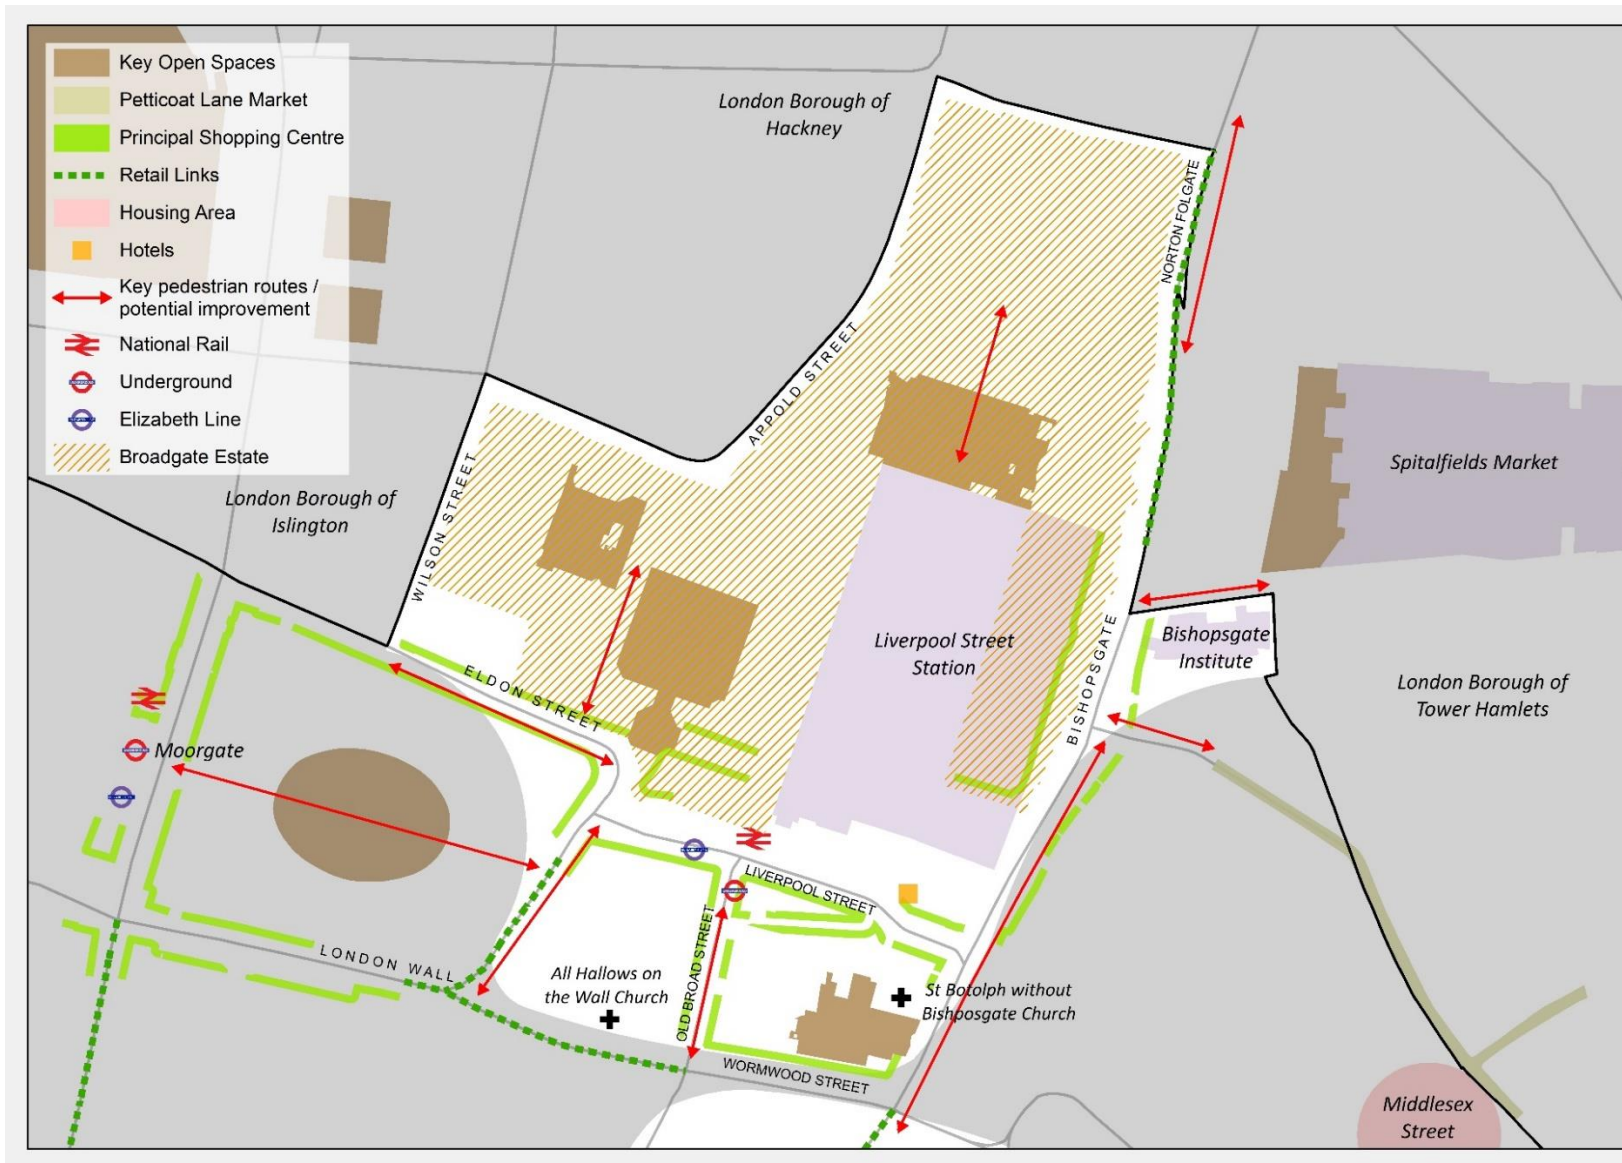 Key Open Spaces
Petticoat Lane Market
Principal Shopping Centre
Retail Links
Housing Area
Hotels
Key pedestrian routes /
potential improvement
National Rail
Underground
Elizabeth Line
Broadgate Estate
London Borough of
Hackney
NORTON FOLGATE
APPOLD STREET
London Borough of
Islington
WILSON STREET
Spitalfields Market
Liverpool Street
Station
BISHOPSGATE
Bishopsgate
Institute
London Borough of
Tower Hamlets
ELDON STREET
Moorgate
LIVERPOOL STREET
OLD BROAD STREET
LONDON WALL
All Hallows on
the Wall Church
St Botolph without
Bishposgate Church
WORMWOOD STREET
Middlesex
Street